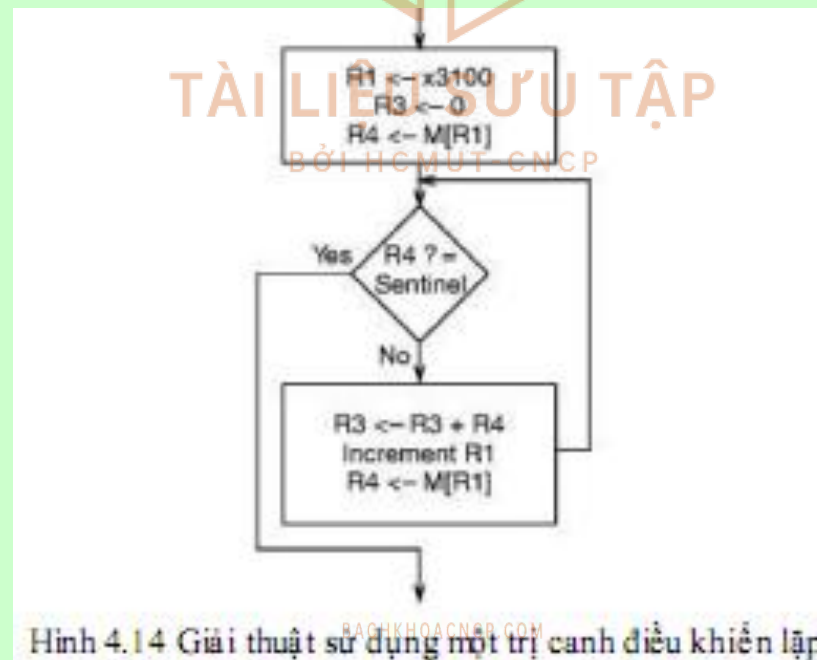 R1 <– x3100
TÀI LIỆU SƯU TẬP
R3 <– 0
R4 <– M[R1]
BỞI HCMUT-CNCP
Yes
R4 ? =
Sentinel
No
R3 <– R3 + R4
Increment R1
R4 <– M[R1]
BACHKHOACNCP.COM
Hình 4.14 Giải thuật sử dụng một trị canh điều khiển lặp